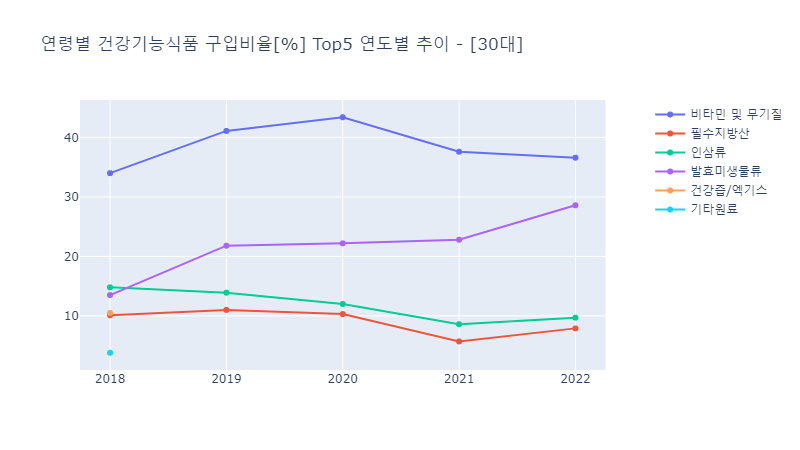 연령별 건강기능식품 구입비율[%] Top5 연도별 추이 - [30대]
비타민 및 무기질
필수지방산
인삼류
발효미생물류
건강즙/엑기스
기타원료
40
30
20
10
2018 2019 2020 2021 2022